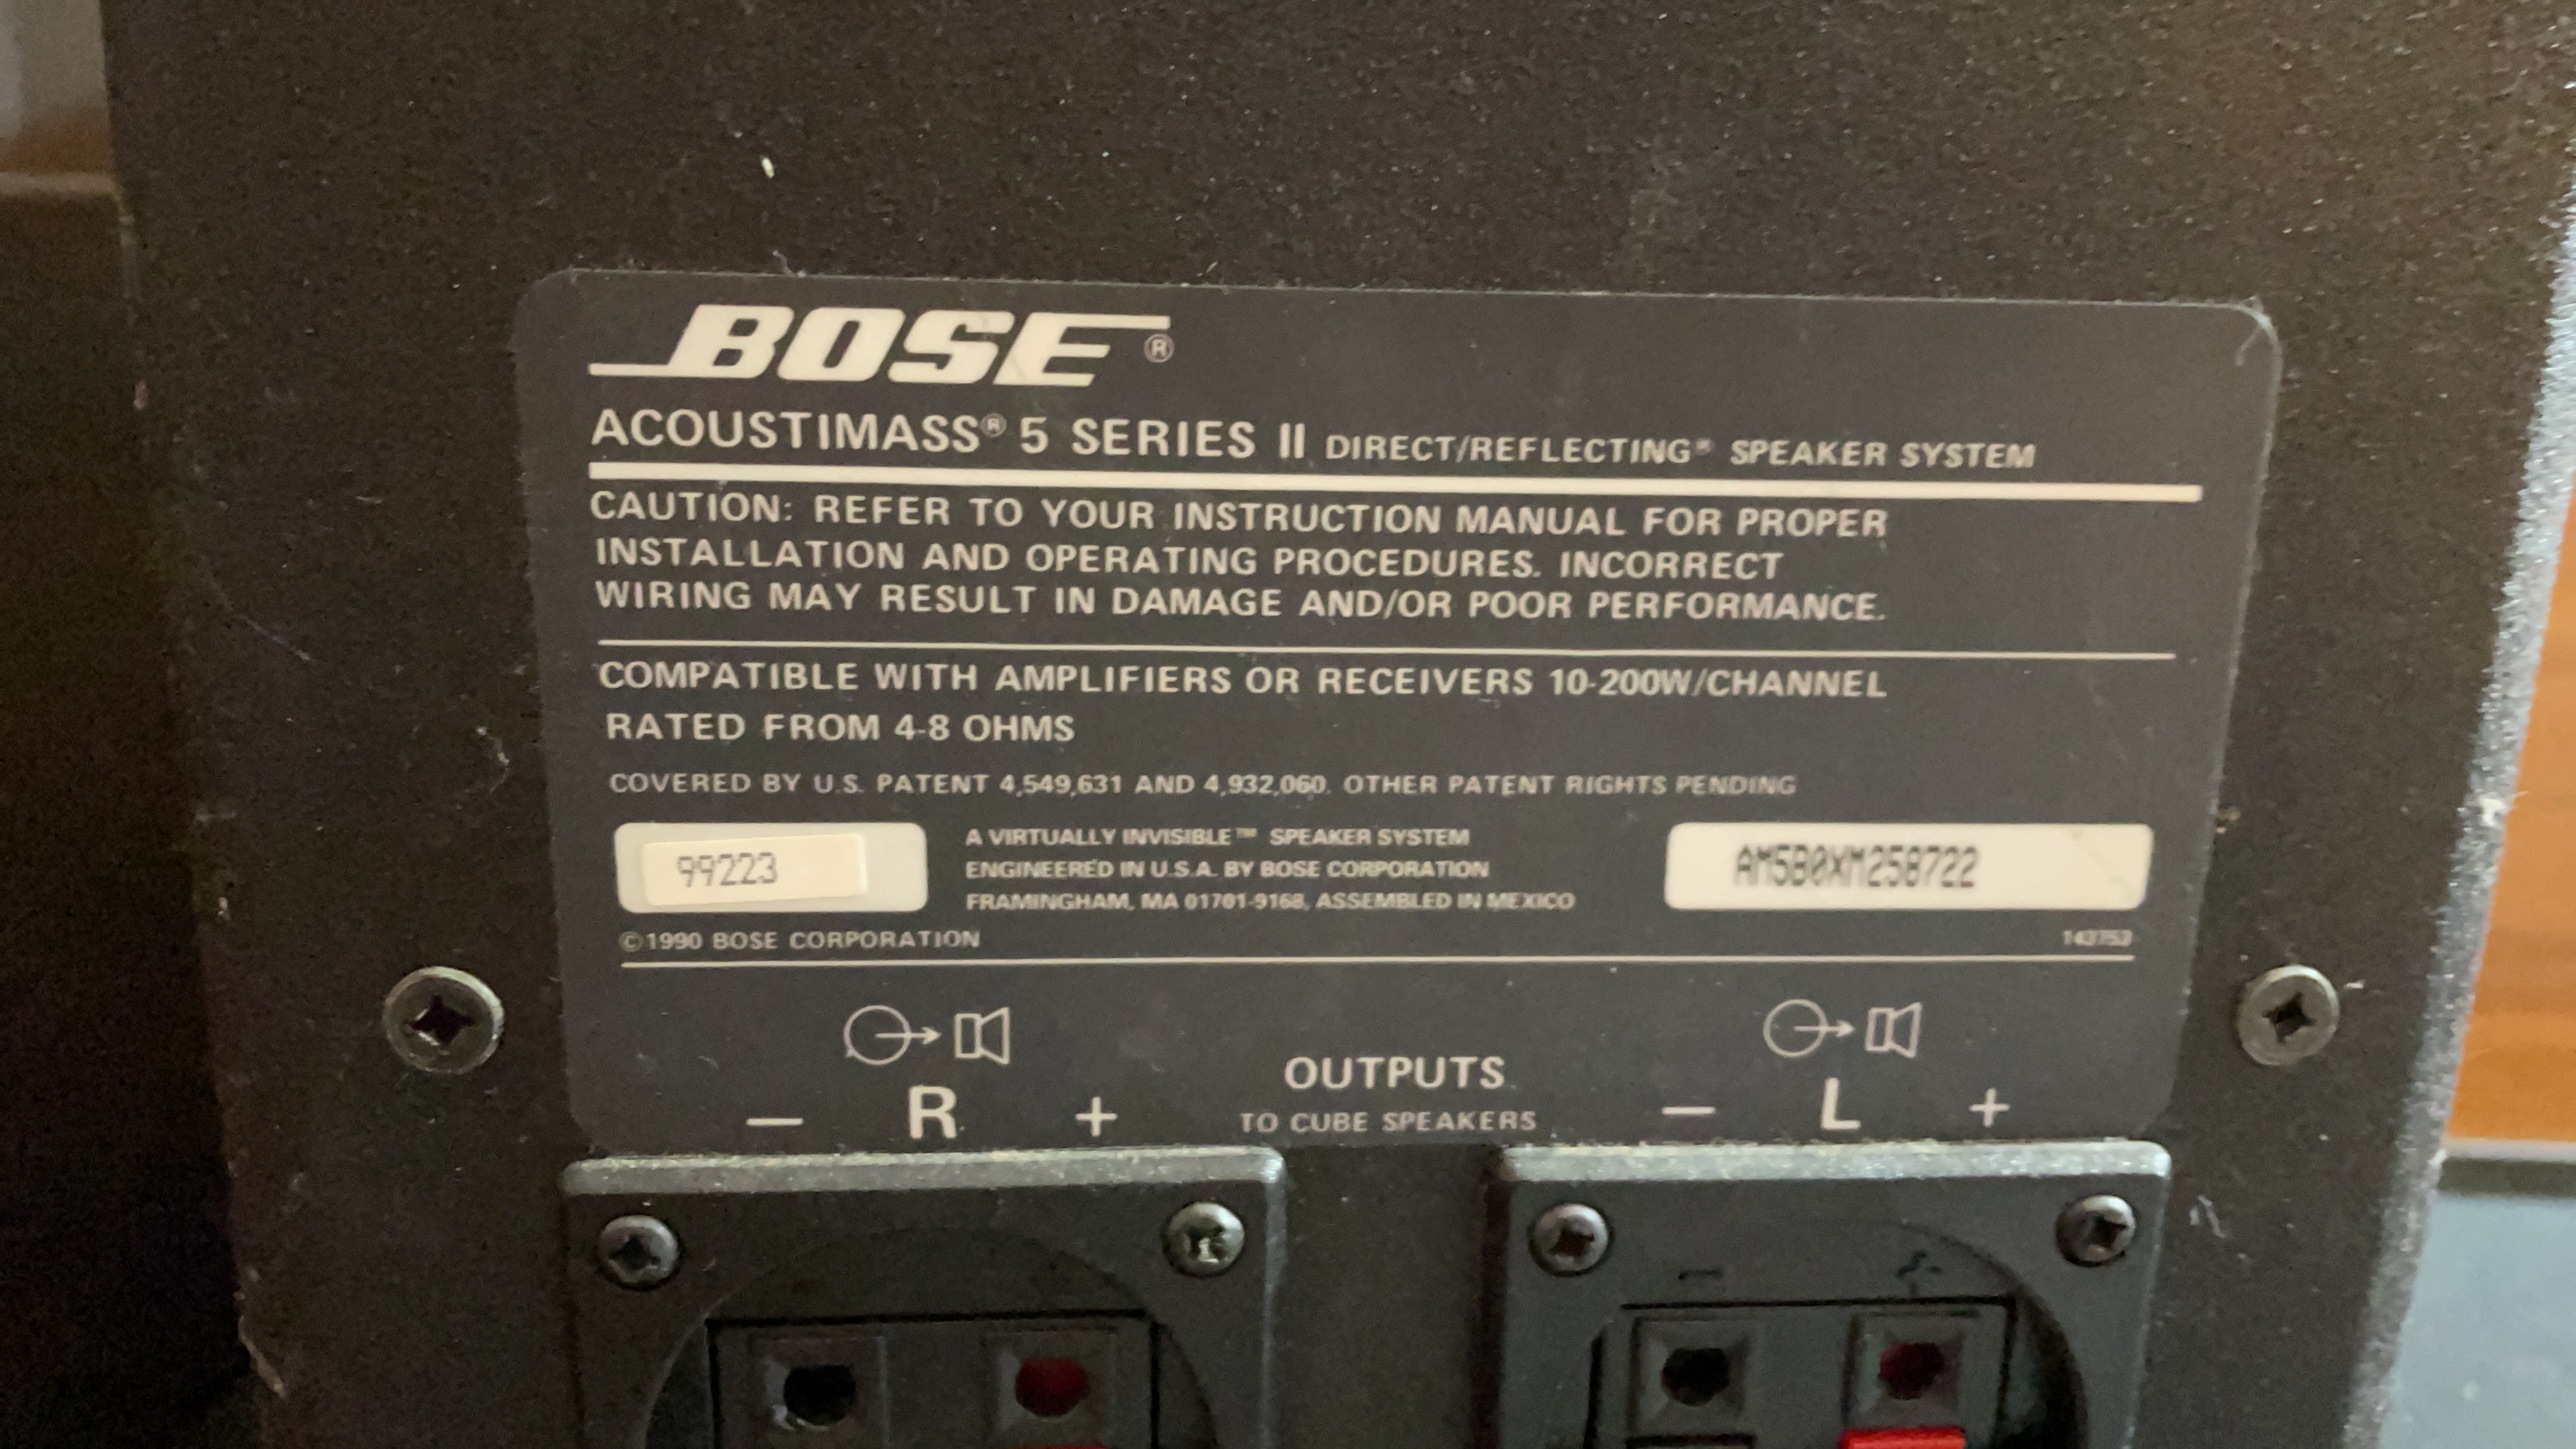 BOSE®
ACOUSTIMASS® 5 SERIES II DIRECT/REFLECTING® SPEAKER SYSTEM
CAUTION: REFER TO YOUR INSTRUCTION MANUAL FOR PROPER
INSTALLATION AND OPERATING PROCEDURES. INCORRECT
WIRING MAY RESULT IN DAMAGE AND/OR POOR PERFORMANCE.
COMPATIBLE WITH AMPLIFIERS OR RECEIVERS 10-200W/CHANNEL
RATED FROM 4-8 OHMS
COVERED BY U.S. PATENT 4,549,631 AND 4,932,060. OTHER PATENT RIGHTS PENDING
99223
A VIRTUALLY INVISIBLE™ SPEAKER SYSTEM
ENGINEERED IN U.S.A. BY BOSE CORPORATION
FRAMINGHAM, MA 01701-9168, ASSEMBLED IN MEXICO
AM5B0XM258722
©1990 BOSE CORPORATION
OUTPUTS
TO CUBE SPEAKERS
− R +
− L +